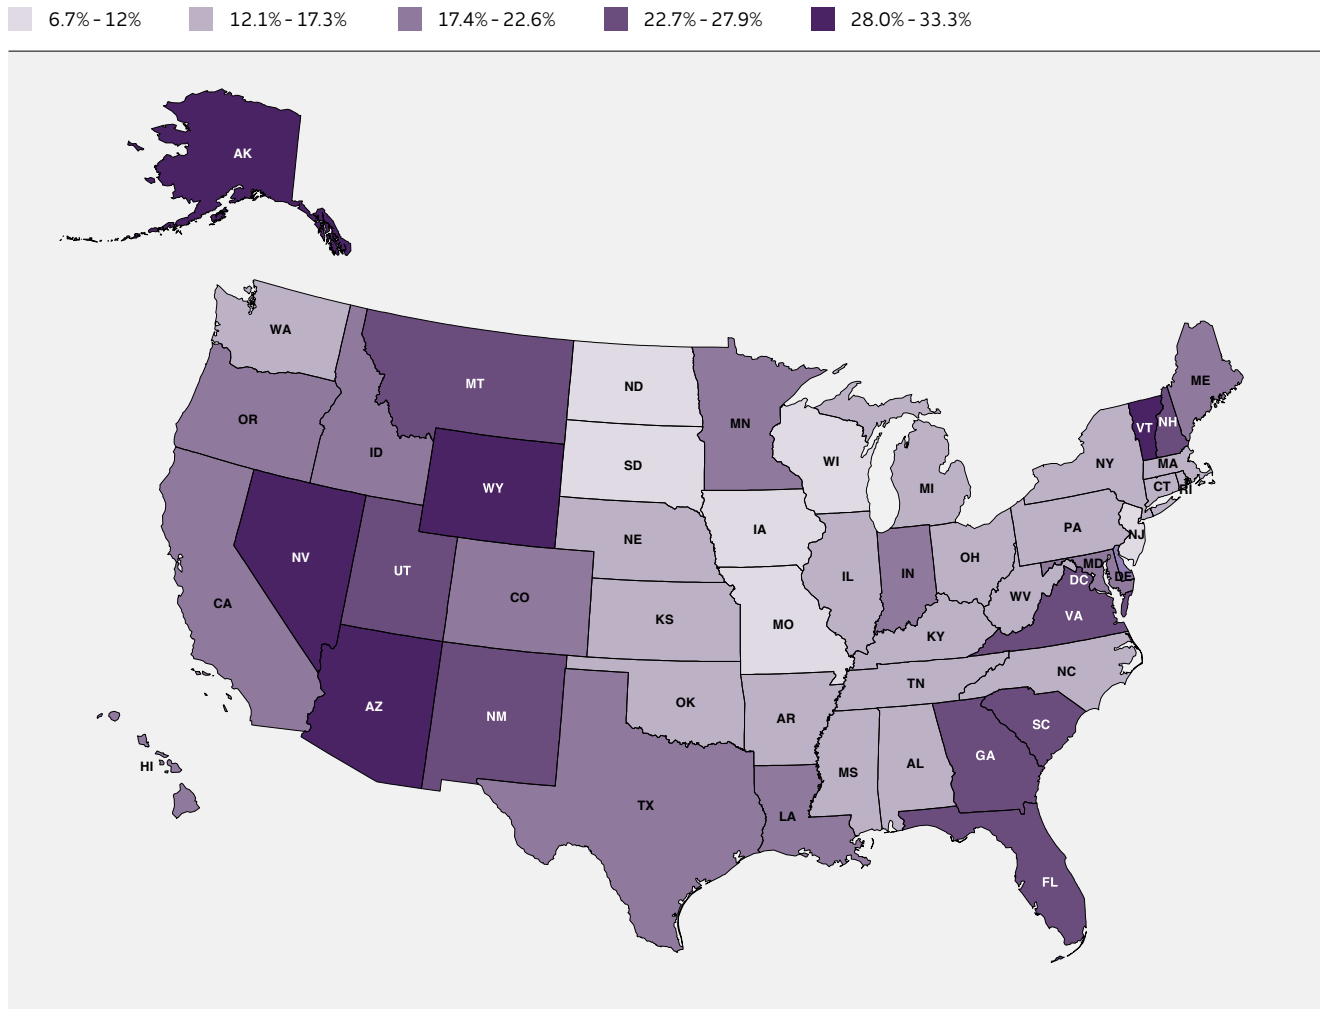 6.7% - 12% 12.1% - 17.3% 17.4% - 22.6% 22.7% - 27.9% 28.0% - 33.3%
AK
WA
MT
ND
ME
OR
MN
VT
NH
ID
SD
WI
NY
MA
WY
MI
CT
RI
IA
PA
NJ
NE
NV
OH
UT
IL
IN
MD
DE
DC
CO
WV
CA
VA
KS
MO
KY
NC
TN
OK
AZ
NM
AR
SC
GA
AL
HI
MS
TX
LA
FL